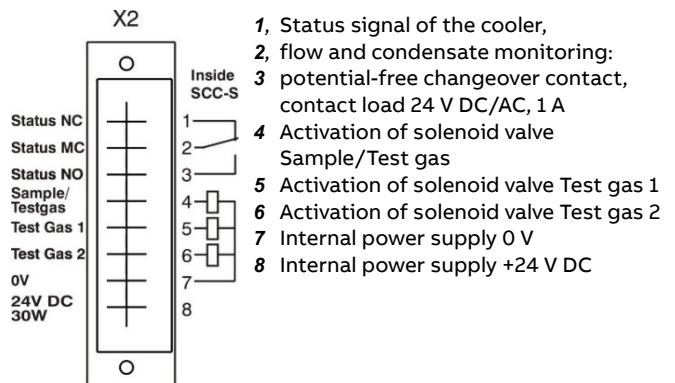 X2
Inside
SCC-S
Status NC
Status MC
Status NO
Sample/
Testgas
Test Gas 1
Test Gas 2
0V
24V DC
30W
1
2
3
4
5
6
7
8
1, Status signal of the cooler,
2, flow and condensate monitoring:
3 potential-free changeover contact,
contact load 24 V DC/AC, 1 A
4 Activation of solenoid valve
Sample/Test gas
5 Activation of solenoid valve Test gas 1
6 Activation of solenoid valve Test gas 2
7 Internal power supply 0 V
8 Internal power supply +24 V DC